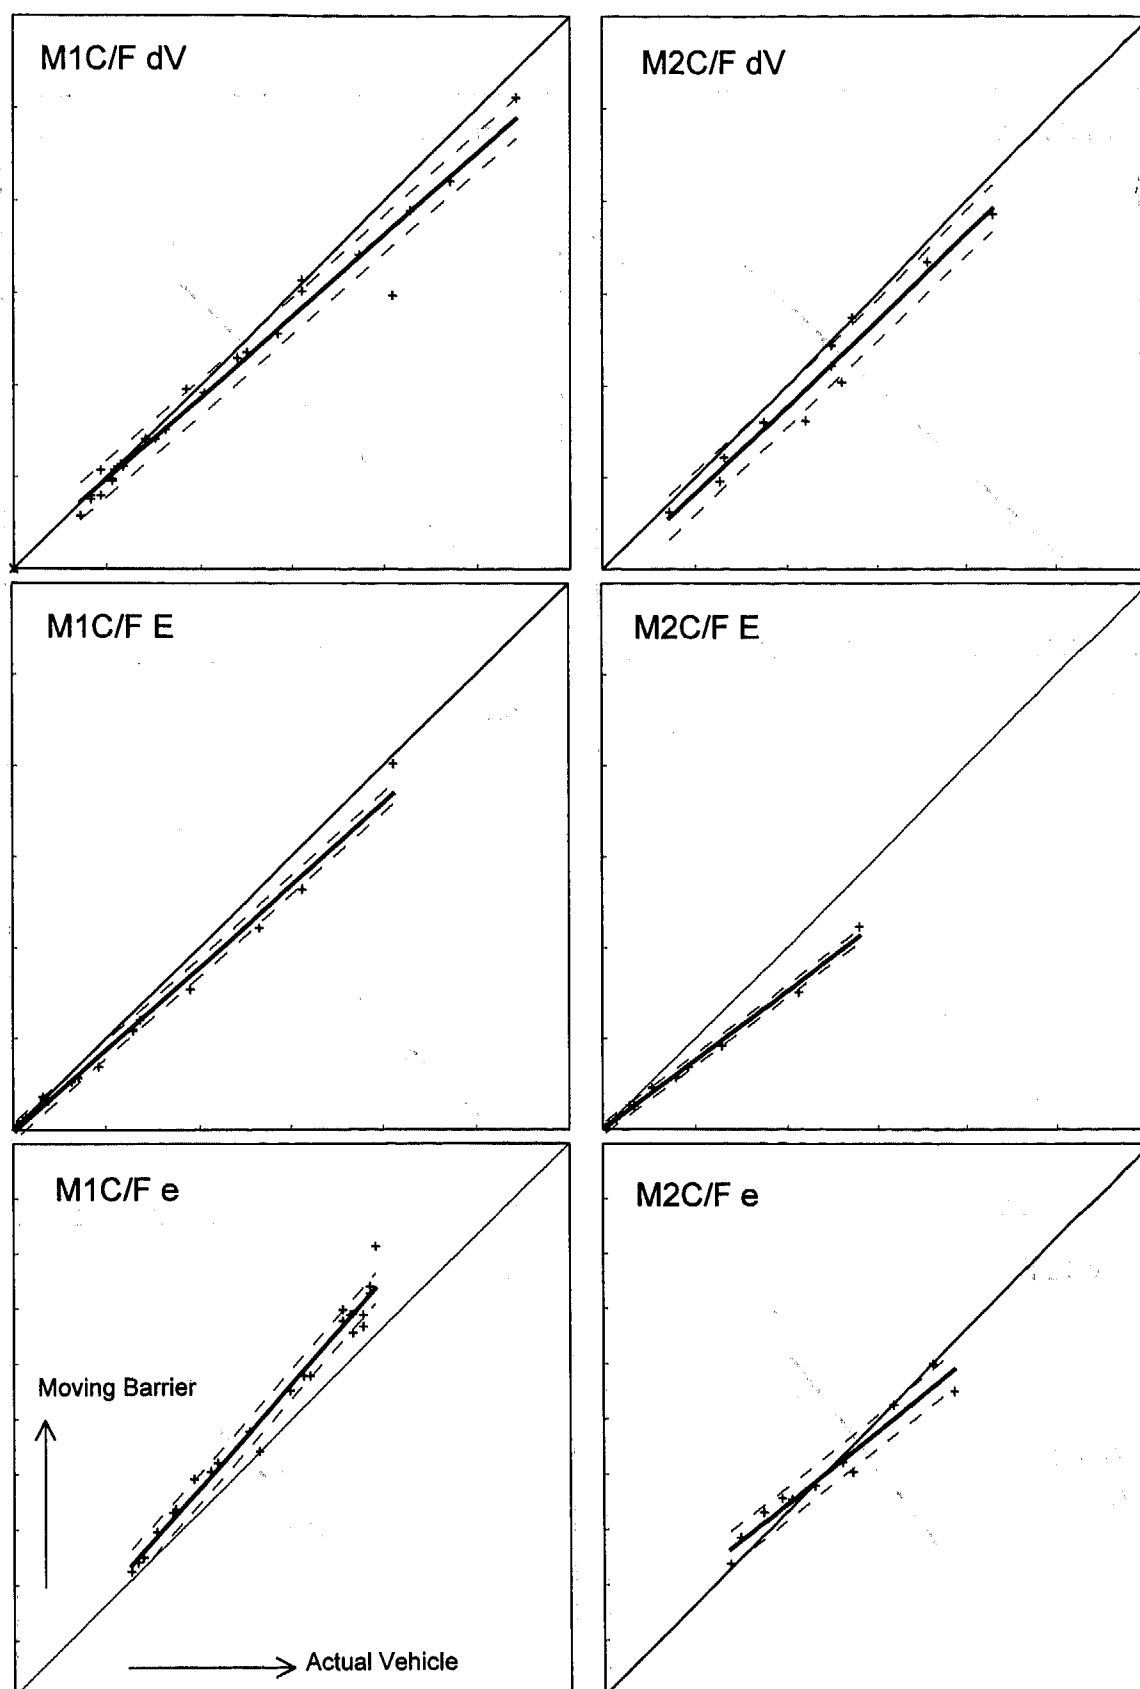 M1C/F dV
M2C/F dV
M1C/F E
M2C/F E
M1C/F e
M2C/F e
Moving Barrier
Actual Vehicle